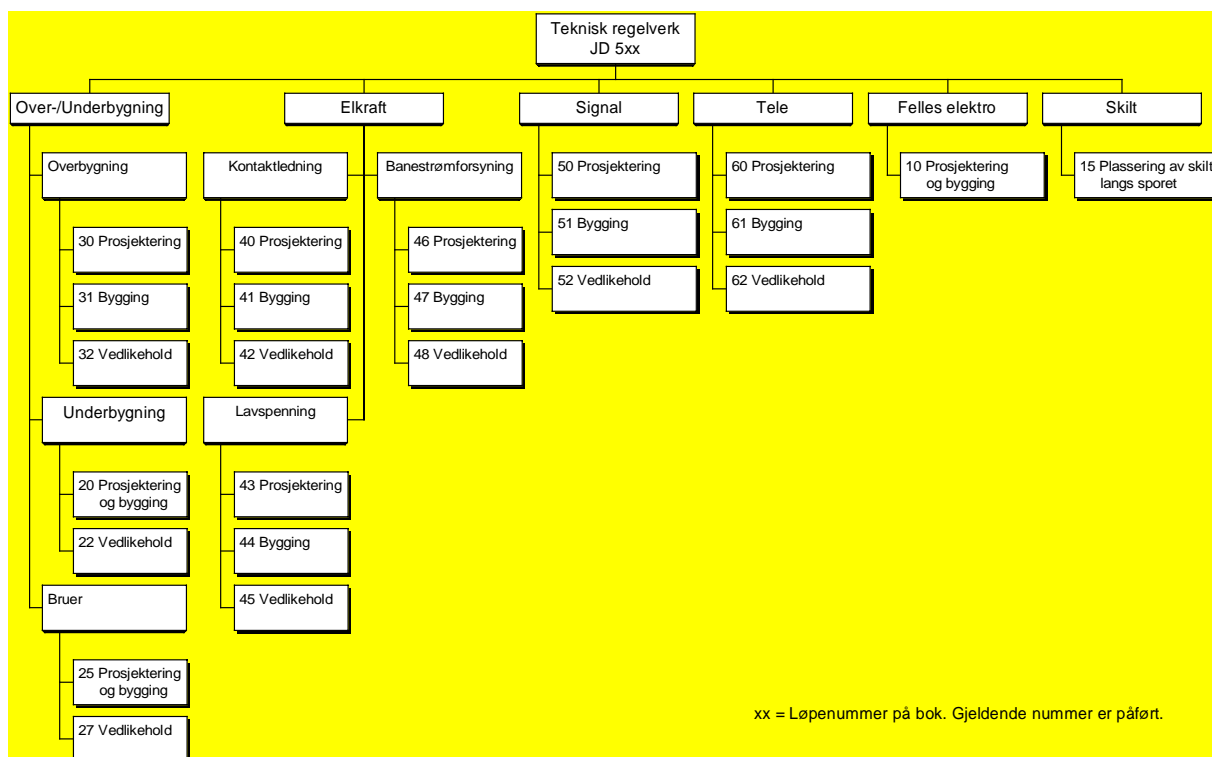 Teknisk regelverk
JD 5xx
Over-/Underbygning
Elkraft
Signal
Tele
Felles elektro
Skilt
Overbygning
30 Prosjektering
31 Bygging
32 Vedlikehold
Underbygning
20 Prosjektering
og bygging
22 Vedlikehold
Bruer
25 Prosjektering
og bygging
27 Vedlikehold
Kontaktledning
40 Prosjektering
41 Bygging
42 Vedlikehold
Lavspenning
43 Prosjektering
44 Bygging
45 Vedlikehold
Banestrømforsyning
46 Prosjektering
47 Bygging
48 Vedlikehold
50 Prosjektering
51 Bygging
52 Vedlikehold
60 Prosjektering
61 Bygging
62 Vedlikehold
10 Prosjektering
og bygging
15 Plassering av skilt
langs sporet
xx = Løpenummer på bok. Gjeldende nummer er påført.